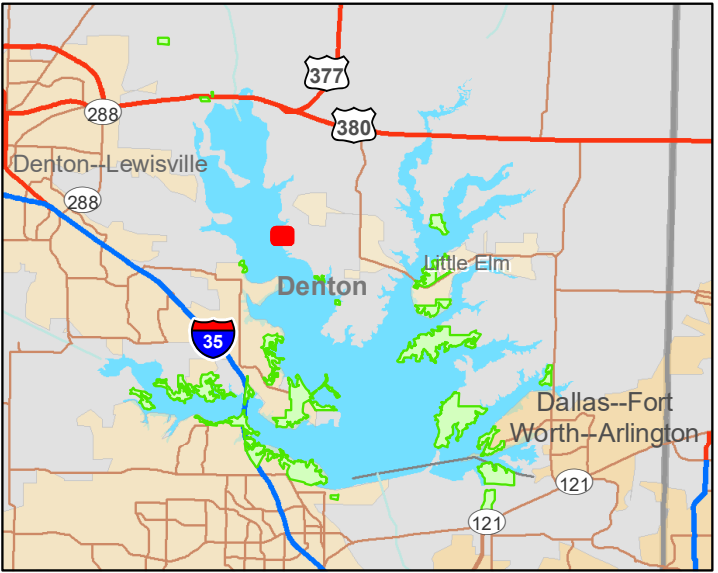 377
288
380
Denton--Lewisville
288
Little Elm
Denton
35
Dallas--Fort
Worth--Arlington
121
121